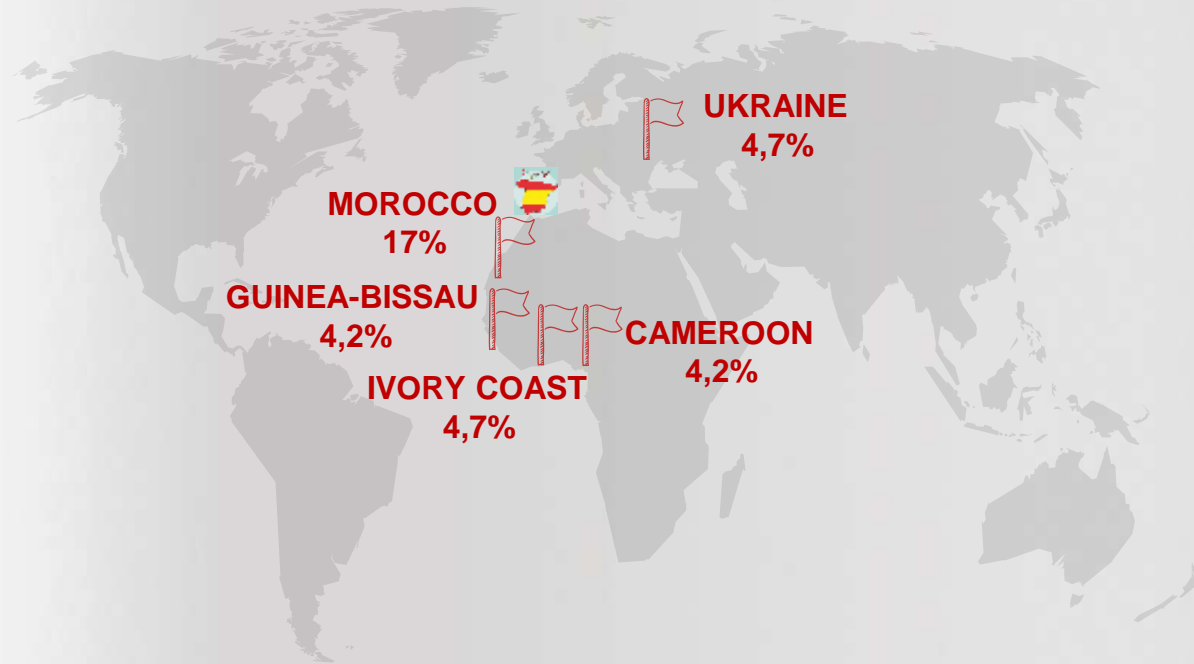 UKRAINE
4,7%
MOROCCO
17%
GUINEA-BISSAU
4,2%
CAMEROON
4,2%
IVORY COAST
4,7%